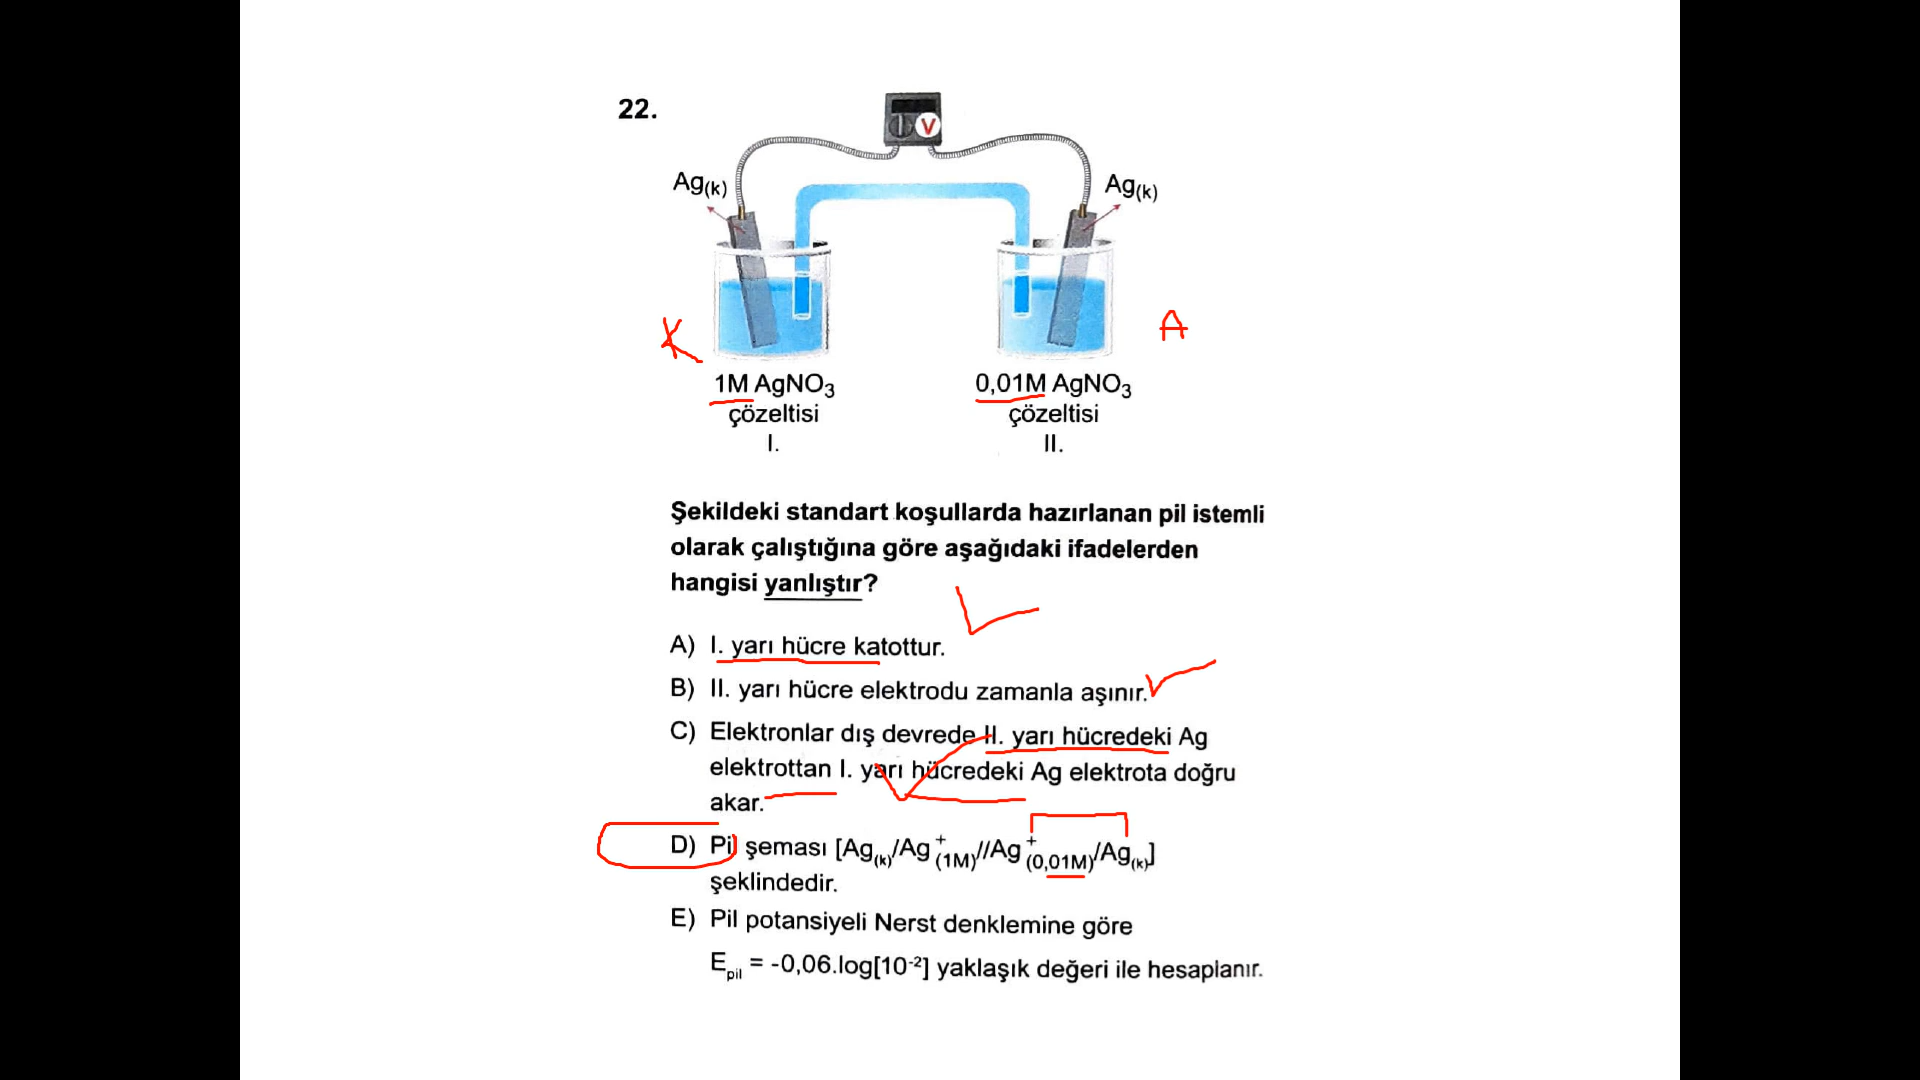 22.
V
Ag(k)
Ag(k)
K
A
1M AgNO3
çözeltisi
I.
0,01M AgNO3
çözeltisi
II.
Şekildeki standart koşullarda hazırlanan pil istemli
olarak çalıştığına göre aşağıdaki ifadelerden
hangisi yanlıştır?
A) I. yarı hücre katottur.
B) II. yarı hücre elektrodu zamanla aşınır.
C) Elektronlar dış devrede II. yarı hücredeki Ag
elektrottan I. yarı hücredeki Ag elektrota doğru
akar.
D) Pil şeması [Ag(k)/Ag+(1M)//Ag+(0,01M)/Ag(k)]
şeklindedir.
E) Pil potansiyeli Nerst denklemine göre
Epil = -0,06.log[10-2] yaklaşık değeri ile hesaplanır.